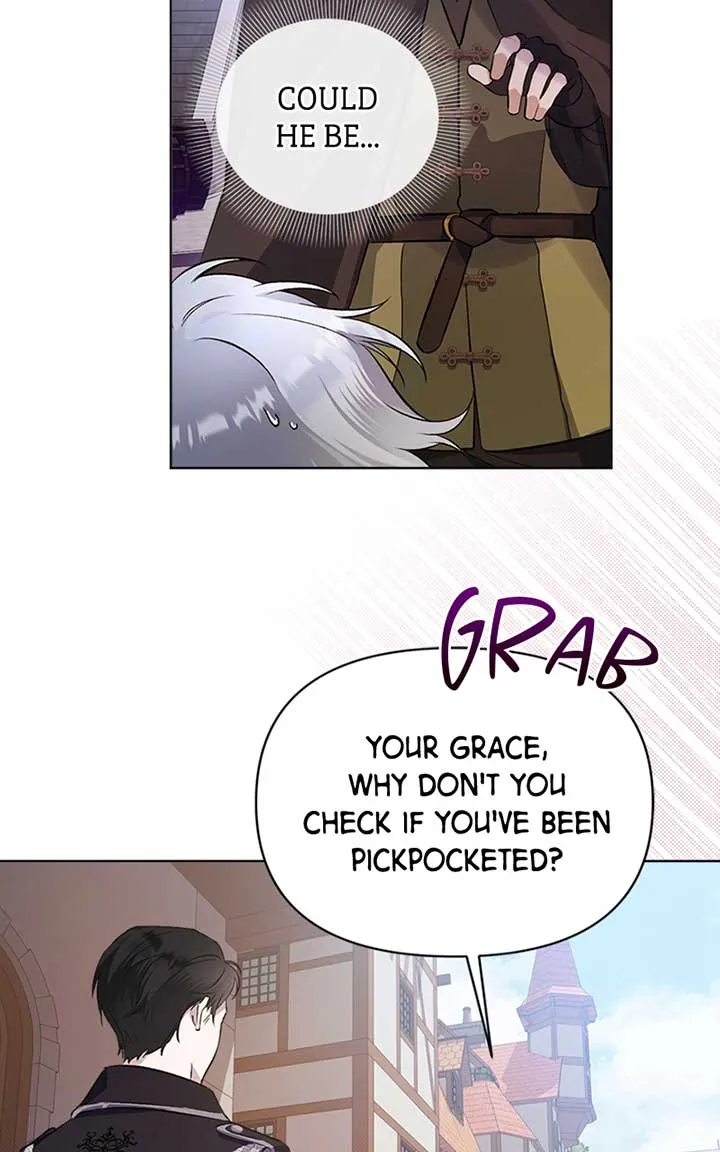 COULD
HE BE...
GRAB
YOUR GRACE,
WHY DON'T YOU
CHECK IF YOU'VE BEEN
PICKPOCKETED?